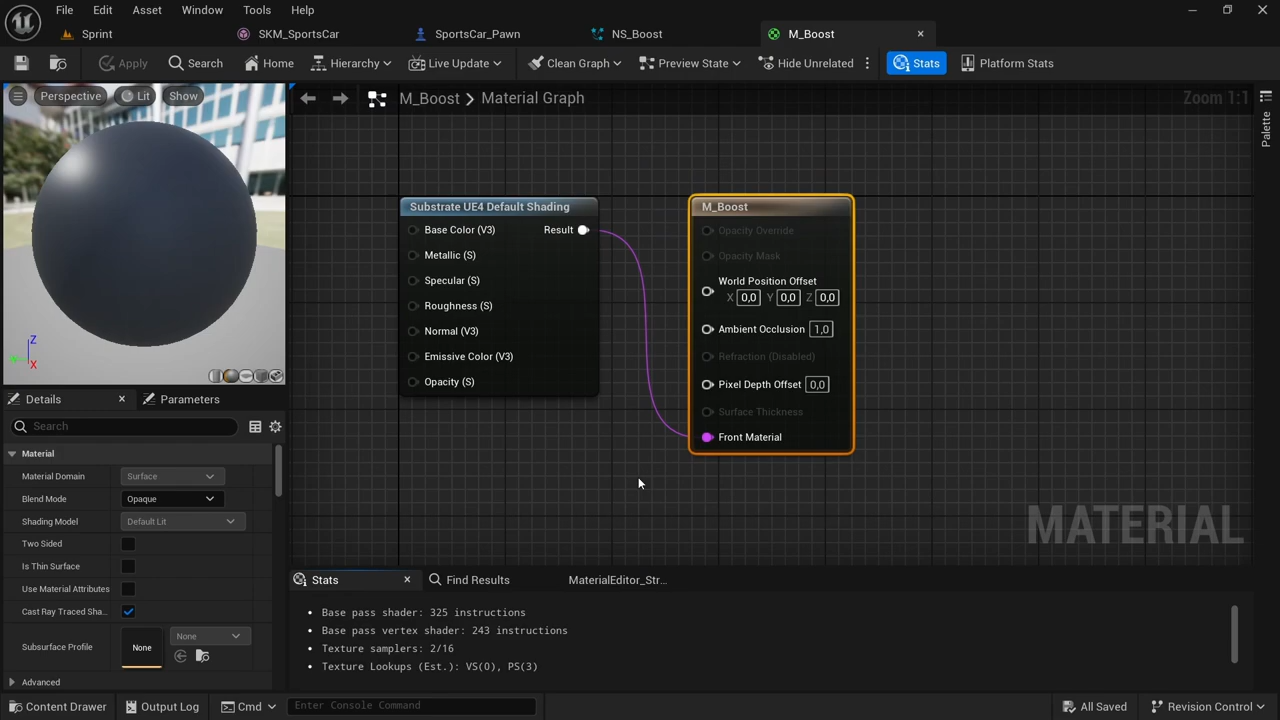 File Edit Asset Window Tools Help
Sprint SKM_SportsCar SportsCar_Pawn NS_Boost M_Boost
Apply Search Home Hierarchy Live Update Clean Graph Preview State Hide Unrelated Stats Platform Stats
Perspective Lit Show
M_Boost Material Graph
Zoom 1:1
Palette
Substrate UE4 Default Shading
Base Color (V3) Result
Metallic (S)
Specular (S)
Roughness (S)
Normal (V3)
Emissive Color (V3)
Opacity (S)
M_Boost
Opacity Override
Opacity Mask
World Position Offset
X 0,0 Y 0,0 Z 0,0
Ambient Occlusion 1,0
Refraction (Disabled)
Pixel Depth Offset 0,0
Surface Thickness
Front Material
MATERIAL
Z
X
Details Parameters
Search
Material
Material Domain Surface
Blend Mode Opaque
Shading Model Default Lit
Two Sided
Is Thin Surface
Use Material Attributes
Cast Ray Traced Sha...
Subsurface Profile None None
Advanced
Stats Find Results MaterialEditor_Str...
• Base pass shader: 325 instructions
• Base pass vertex shader: 243 instructions
• Texture samplers: 2/16
• Texture Lookups (Est.): VS(0), PS(3)
Content Drawer Output Log Cmd Enter Console Command All Saved Revision Control